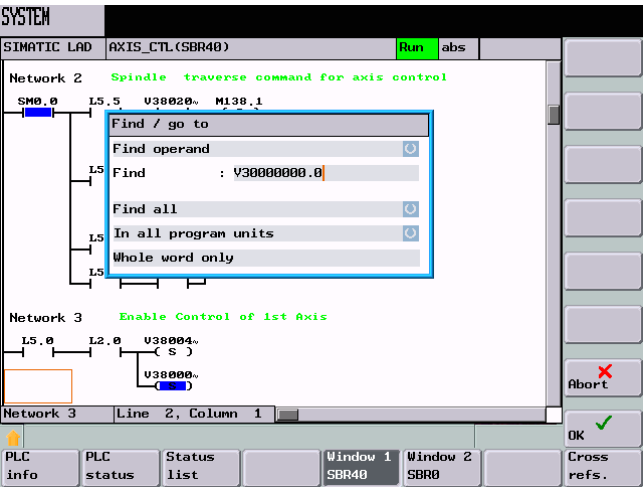 SYSTEM
SIMATIC LAD AXIS_CTL(SBR40) Run abs
Network 2 Spindle traverse command for axis control
SM0.0 L5.5 V38020~ M138.1
Find / go to
Find operand
L5 Find : V30000000.0
Find all
L5 In all program units
Whole word only
L5
Network 3 Enable Control of 1st Axis
L5.0 L2.0 V38004~
( S )
V38000~
( S )
Abort
Network 3 Line 2, Column 1
OK
PLC info
PLC status
Status list
Window 1 SBR40
Window 2 SBR0
Cross refs.